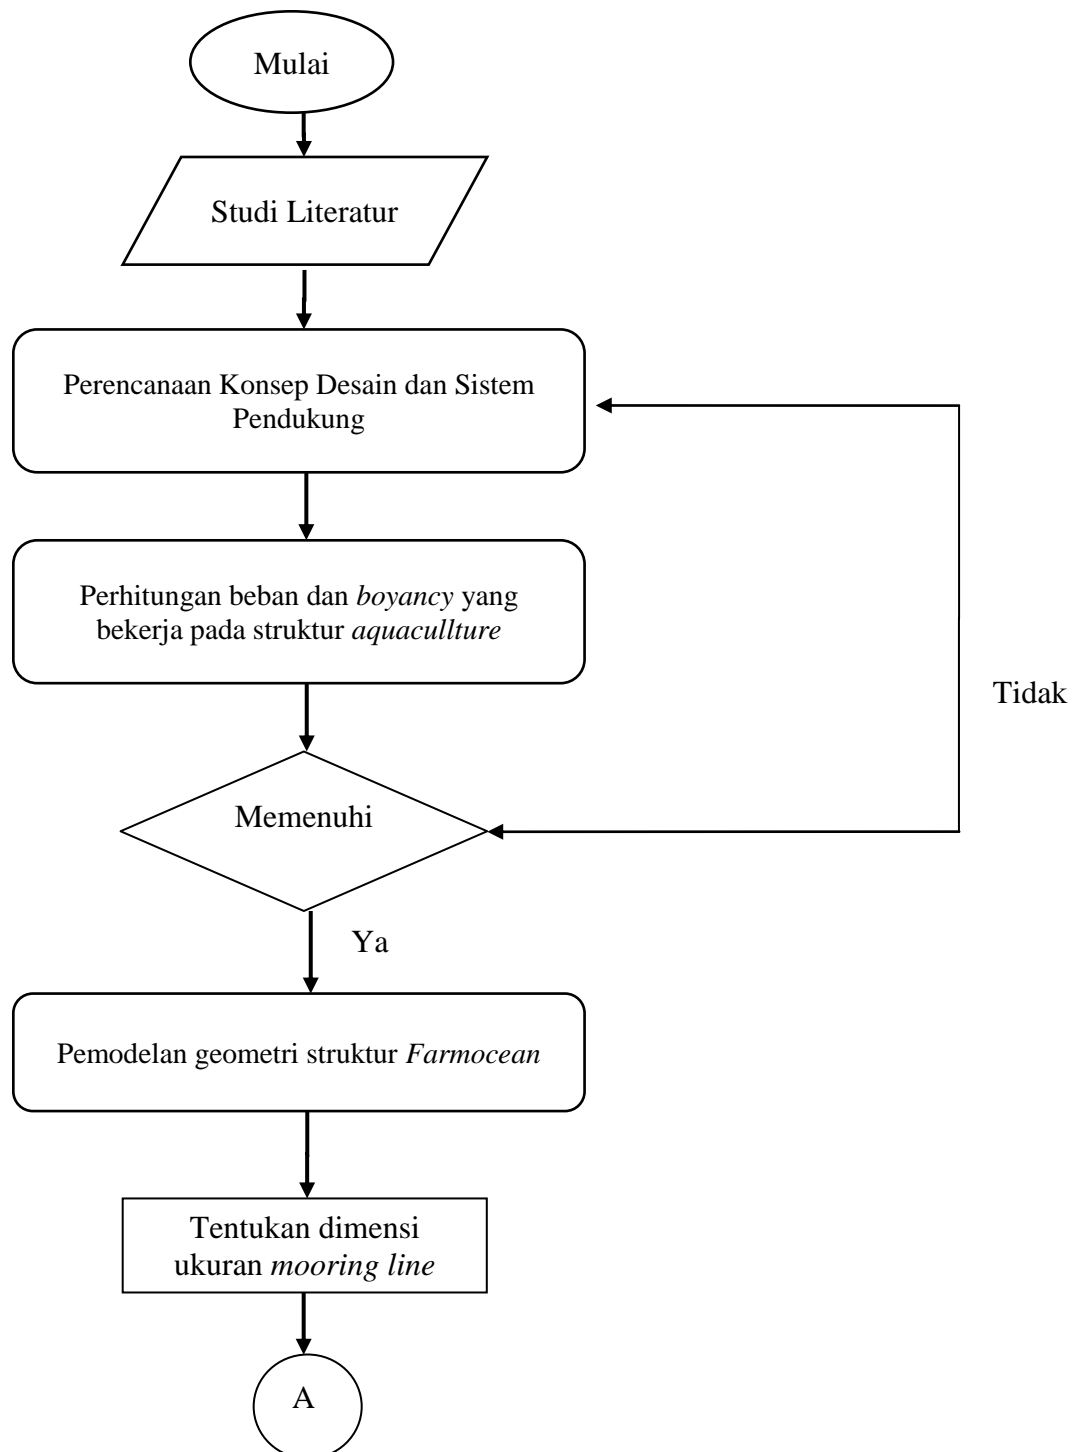 Mulai
Studi Literatur
Perencanaan Konsep Desain dan Sistem
Pendukung
Perhitungan beban dan boyancy yang
bekerja pada struktur aquacullture
Tidak
Memenuhi
Ya
Pemodelan geometri struktur Farmocean
Tentukan dimensi
ukuran mooring line
A